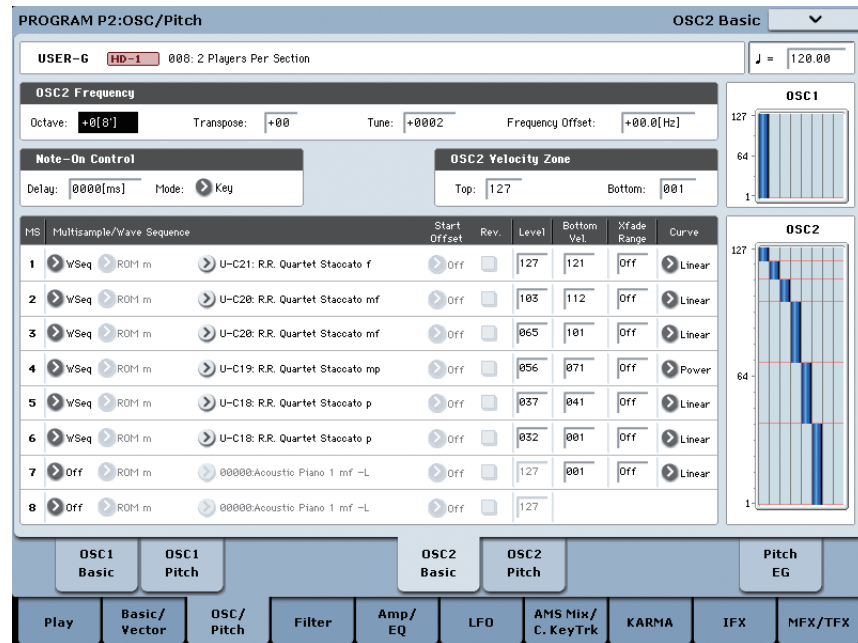 PROGRAM P2:OSC/Pitch OSC2 Basic
USER-G HD-1 008: 2 Players Per Section ♩ = 120.00
OSC2 Frequency
Octave: +0[8'] Transpose: +00 Tune: +0002 Frequency Offset: +00.0[Hz]
Note-On Control
Delay: 0000[ms] Mode: Key
OSC2 Velocity Zone
Top: 127 Bottom: 001
OSC1
127
64
1
MS Multisample/Wave Sequence Start Offset Rev. Level Bottom Vel. Xfade Range Curve
1 WSeq ROM m U-C21: R.R. Quartet Staccato f Off 127 121 Off Linear
2 WSeq ROM m U-C20: R.R. Quartet Staccato mf Off 103 112 Off Linear
3 WSeq ROM m U-C20: R.R. Quartet Staccato mf Off 065 101 Off Linear
4 WSeq ROM m U-C19: R.R. Quartet Staccato mp Off 056 071 Off Power
5 WSeq ROM m U-C18: R.R. Quartet Staccato p Off 037 041 Off Linear
6 WSeq ROM m U-C18: R.R. Quartet Staccato p Off 032 001 Off Linear
7 Off ROM m 00000:Acoustic Piano 1 mf -L Off 127 001 Off Linear
8 Off ROM m 00000:Acoustic Piano 1 mf -L Off 127
OSC2
127
64
1
OSC1 Basic
OSC1 Pitch
OSC2 Basic
OSC2 Pitch
Pitch EG
Play
Basic/ Vector
OSC/ Pitch
Filter
Amp/ EQ
LFO
AMS Mix/ C. KeyTrk
KARMA
IFX
MFX/TFX